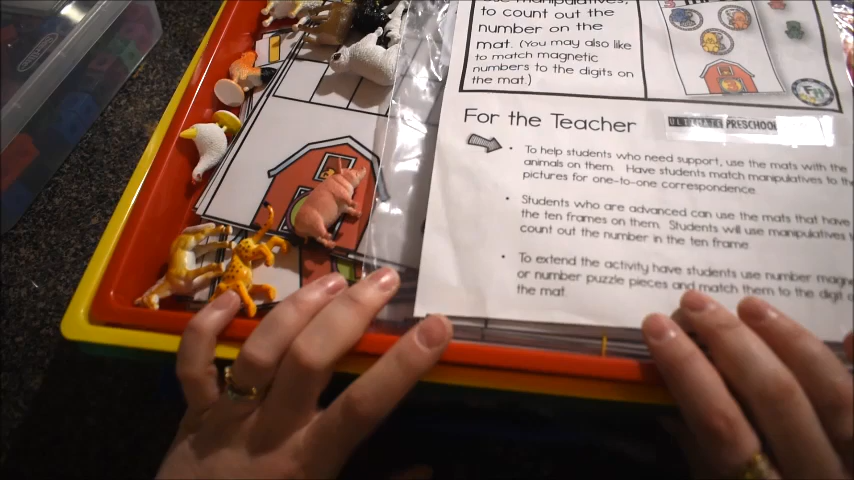 use manipulatives,
to count out the
number on the
mat. (You may also like
to match magnetic
numbers to the digits on
the mat.)
For the Teacher
ULTIMATE PRESCHOOL
• To help students who need support, use the mats with the
animals on them. Have students match manipulatives to the
pictures for one-to-one correspondence.
• Students who are advanced can use the mats that have
the ten frames on them. Students will use manipulatives
count out the number in the ten frame
• To extend the activity have students use number
or number puzzle pieces and match them to the digit
the mat.